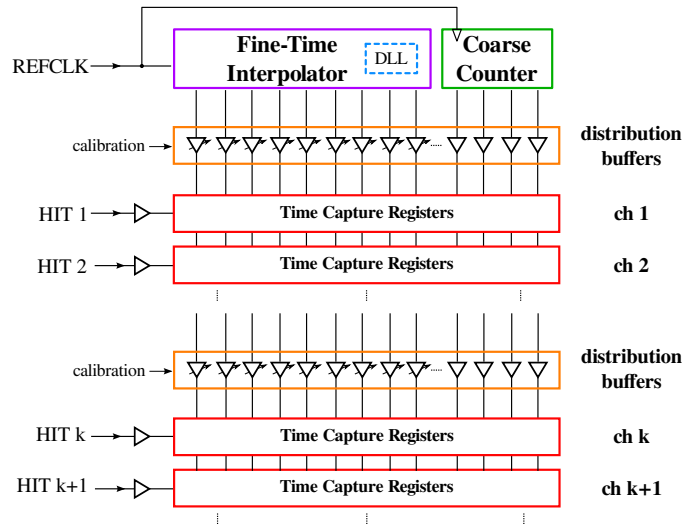 Fine-Time
Interpolator
DLL
Coarse
Counter
REFCLK
calibration
distribution
buffers
HIT 1
Time Capture Registers
ch 1
HIT 2
Time Capture Registers
ch 2
calibration
distribution
buffers
HIT k
Time Capture Registers
ch k
HIT k+1
Time Capture Registers
ch k+1